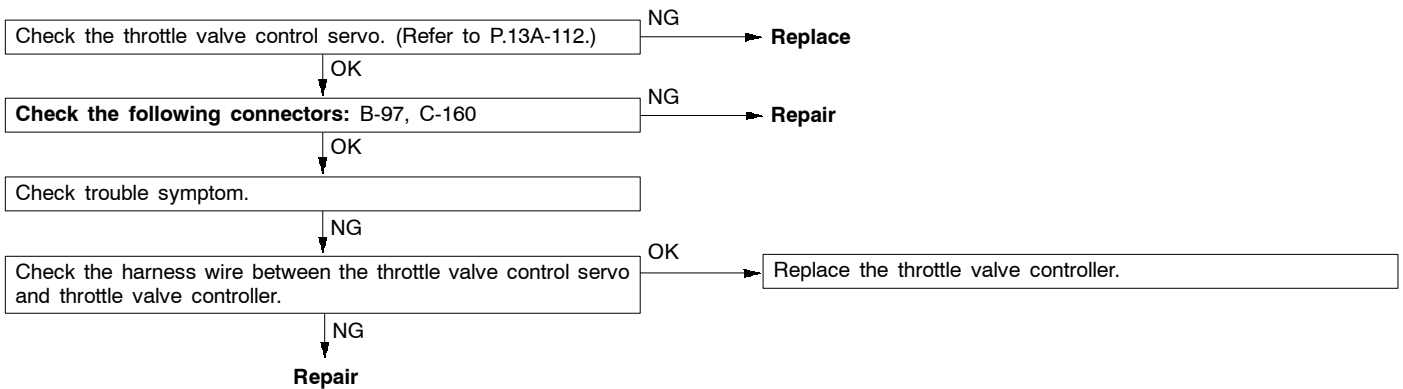 Check the throttle valve control servo. (Refer to P.13A-112.)
NG
Replace
OK
Check the following connectors: B-97, C-160
NG
Repair
OK
Check trouble symptom.
NG
Check the harness wire between the throttle valve control servo
and throttle valve controller.
OK
Replace the throttle valve controller.
NG
Repair